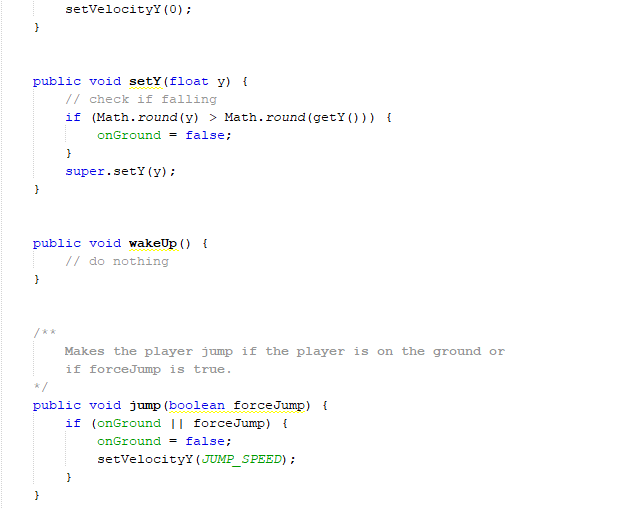 setVelocityY(0);
    }

    public void setY(float y) {
        // check if falling
        if (Math.round(y) > Math.round(getY())) {
            onGround = false;
        }
        super.setY(y);
    }

    public void wakeUp() {
        // do nothing
    }

    /**
        Makes the player jump if the player is on the ground or
        if forceJump is true.
    */
    public void jump(boolean forceJump) {
        if (onGround || forceJump) {
            onGround = false;
            setVelocityY(JUMP_SPEED);
        }
    }